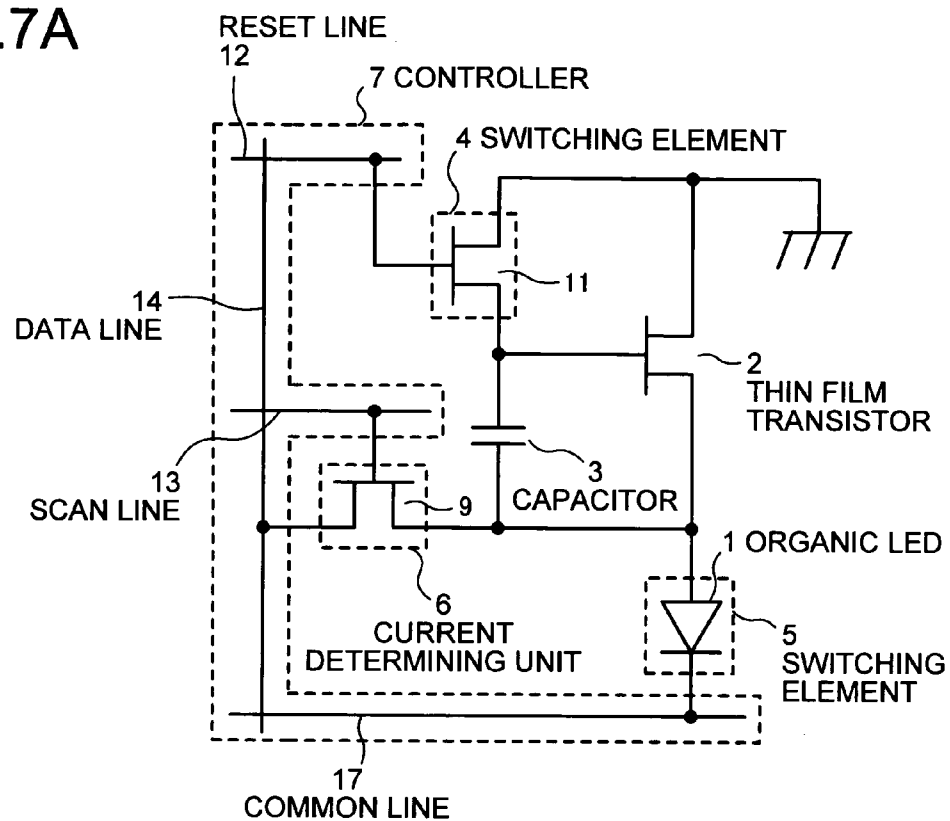 .7A
RESET LINE
12
7 CONTROLLER
4 SWITCHING ELEMENT
11
14
DATA LINE
2
THIN FILM
TRANSISTOR
13
SCAN LINE
9
3
CAPACITOR
1 ORGANIC LED
6
CURRENT
DETERMINING UNIT
5
SWITCHING
ELEMENT
17
COMMON LINE